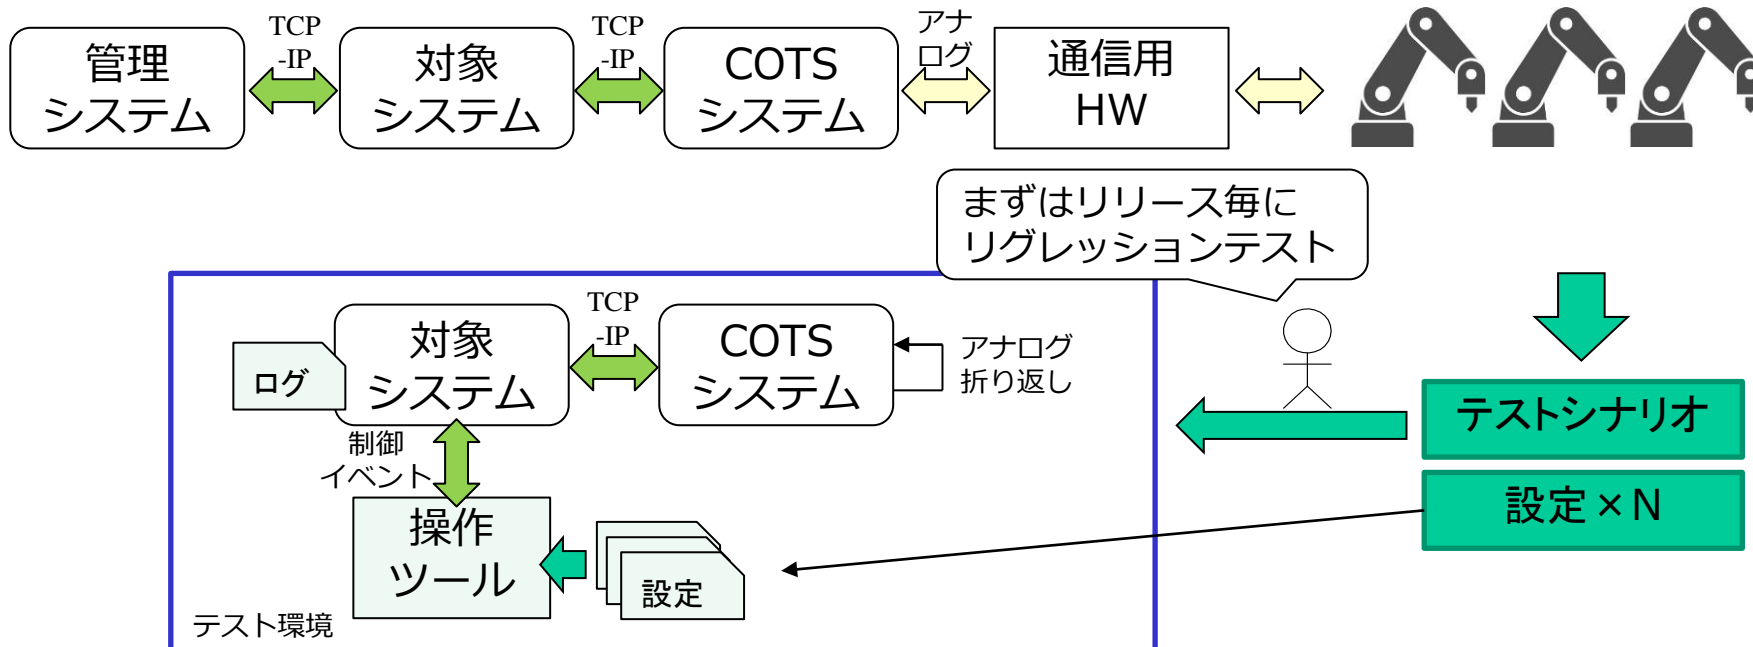 管理
システム
TCP
-IP
対象
システム
TCP
-IP
COTS
システム
アナ
ログ
通信用
HW
まずはリリース毎に
リグレッションテスト
ログ
対象
システム
TCP
-IP
COTS
システム
アナログ
折り返し
制御
イベント
操作
ツール
設定
テスト環境
テストシナリオ
設定×N